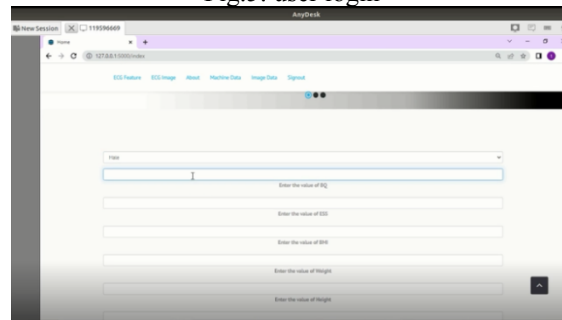 Fig.5: user login
AnyDesk
New Session 119596669
Home
127.0.0.1:5000/index
ECG Feature ECG Image About Machine Data Image Data Signout
Enter the value of
Enter the value of ESS
Enter the value of BMI
Enter the value of Weight
Enter the value of Height